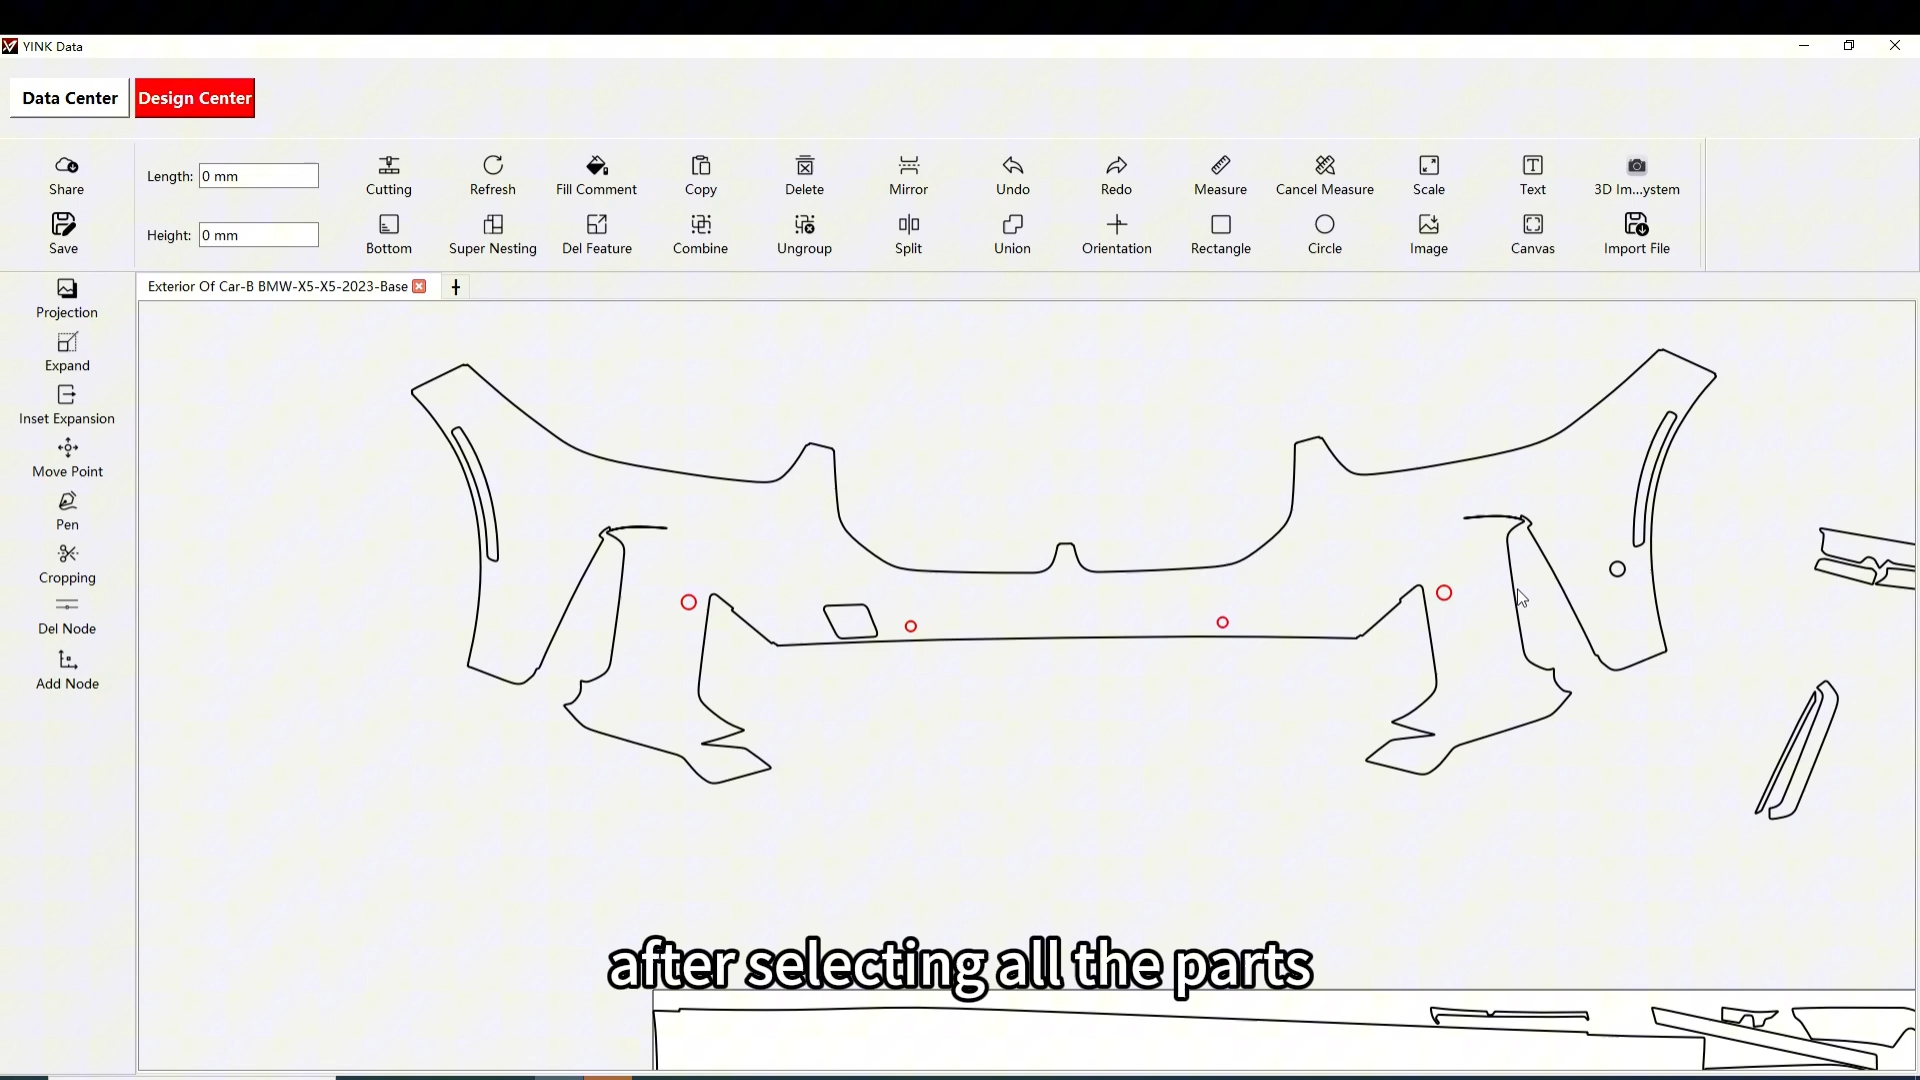 YINK Data
Data Center Design Center
Share
Save
Length: 0 mm
Height: 0 mm
Cutting Refresh Fill Comment Copy Delete Mirror Undo Redo Measure Cancel Measure Scale Text 3D Im...ystem
Bottom Super Nesting Del Feature Combine Ungroup Split Union Orientation Rectangle Circle Image Canvas Import File
Exterior Of Car-B BMW-X5-X5-2023-Base
Projection
Expand
Inset Expansion
Move Point
Pen
Cropping
Del Node
Add Node
after selecting all the parts